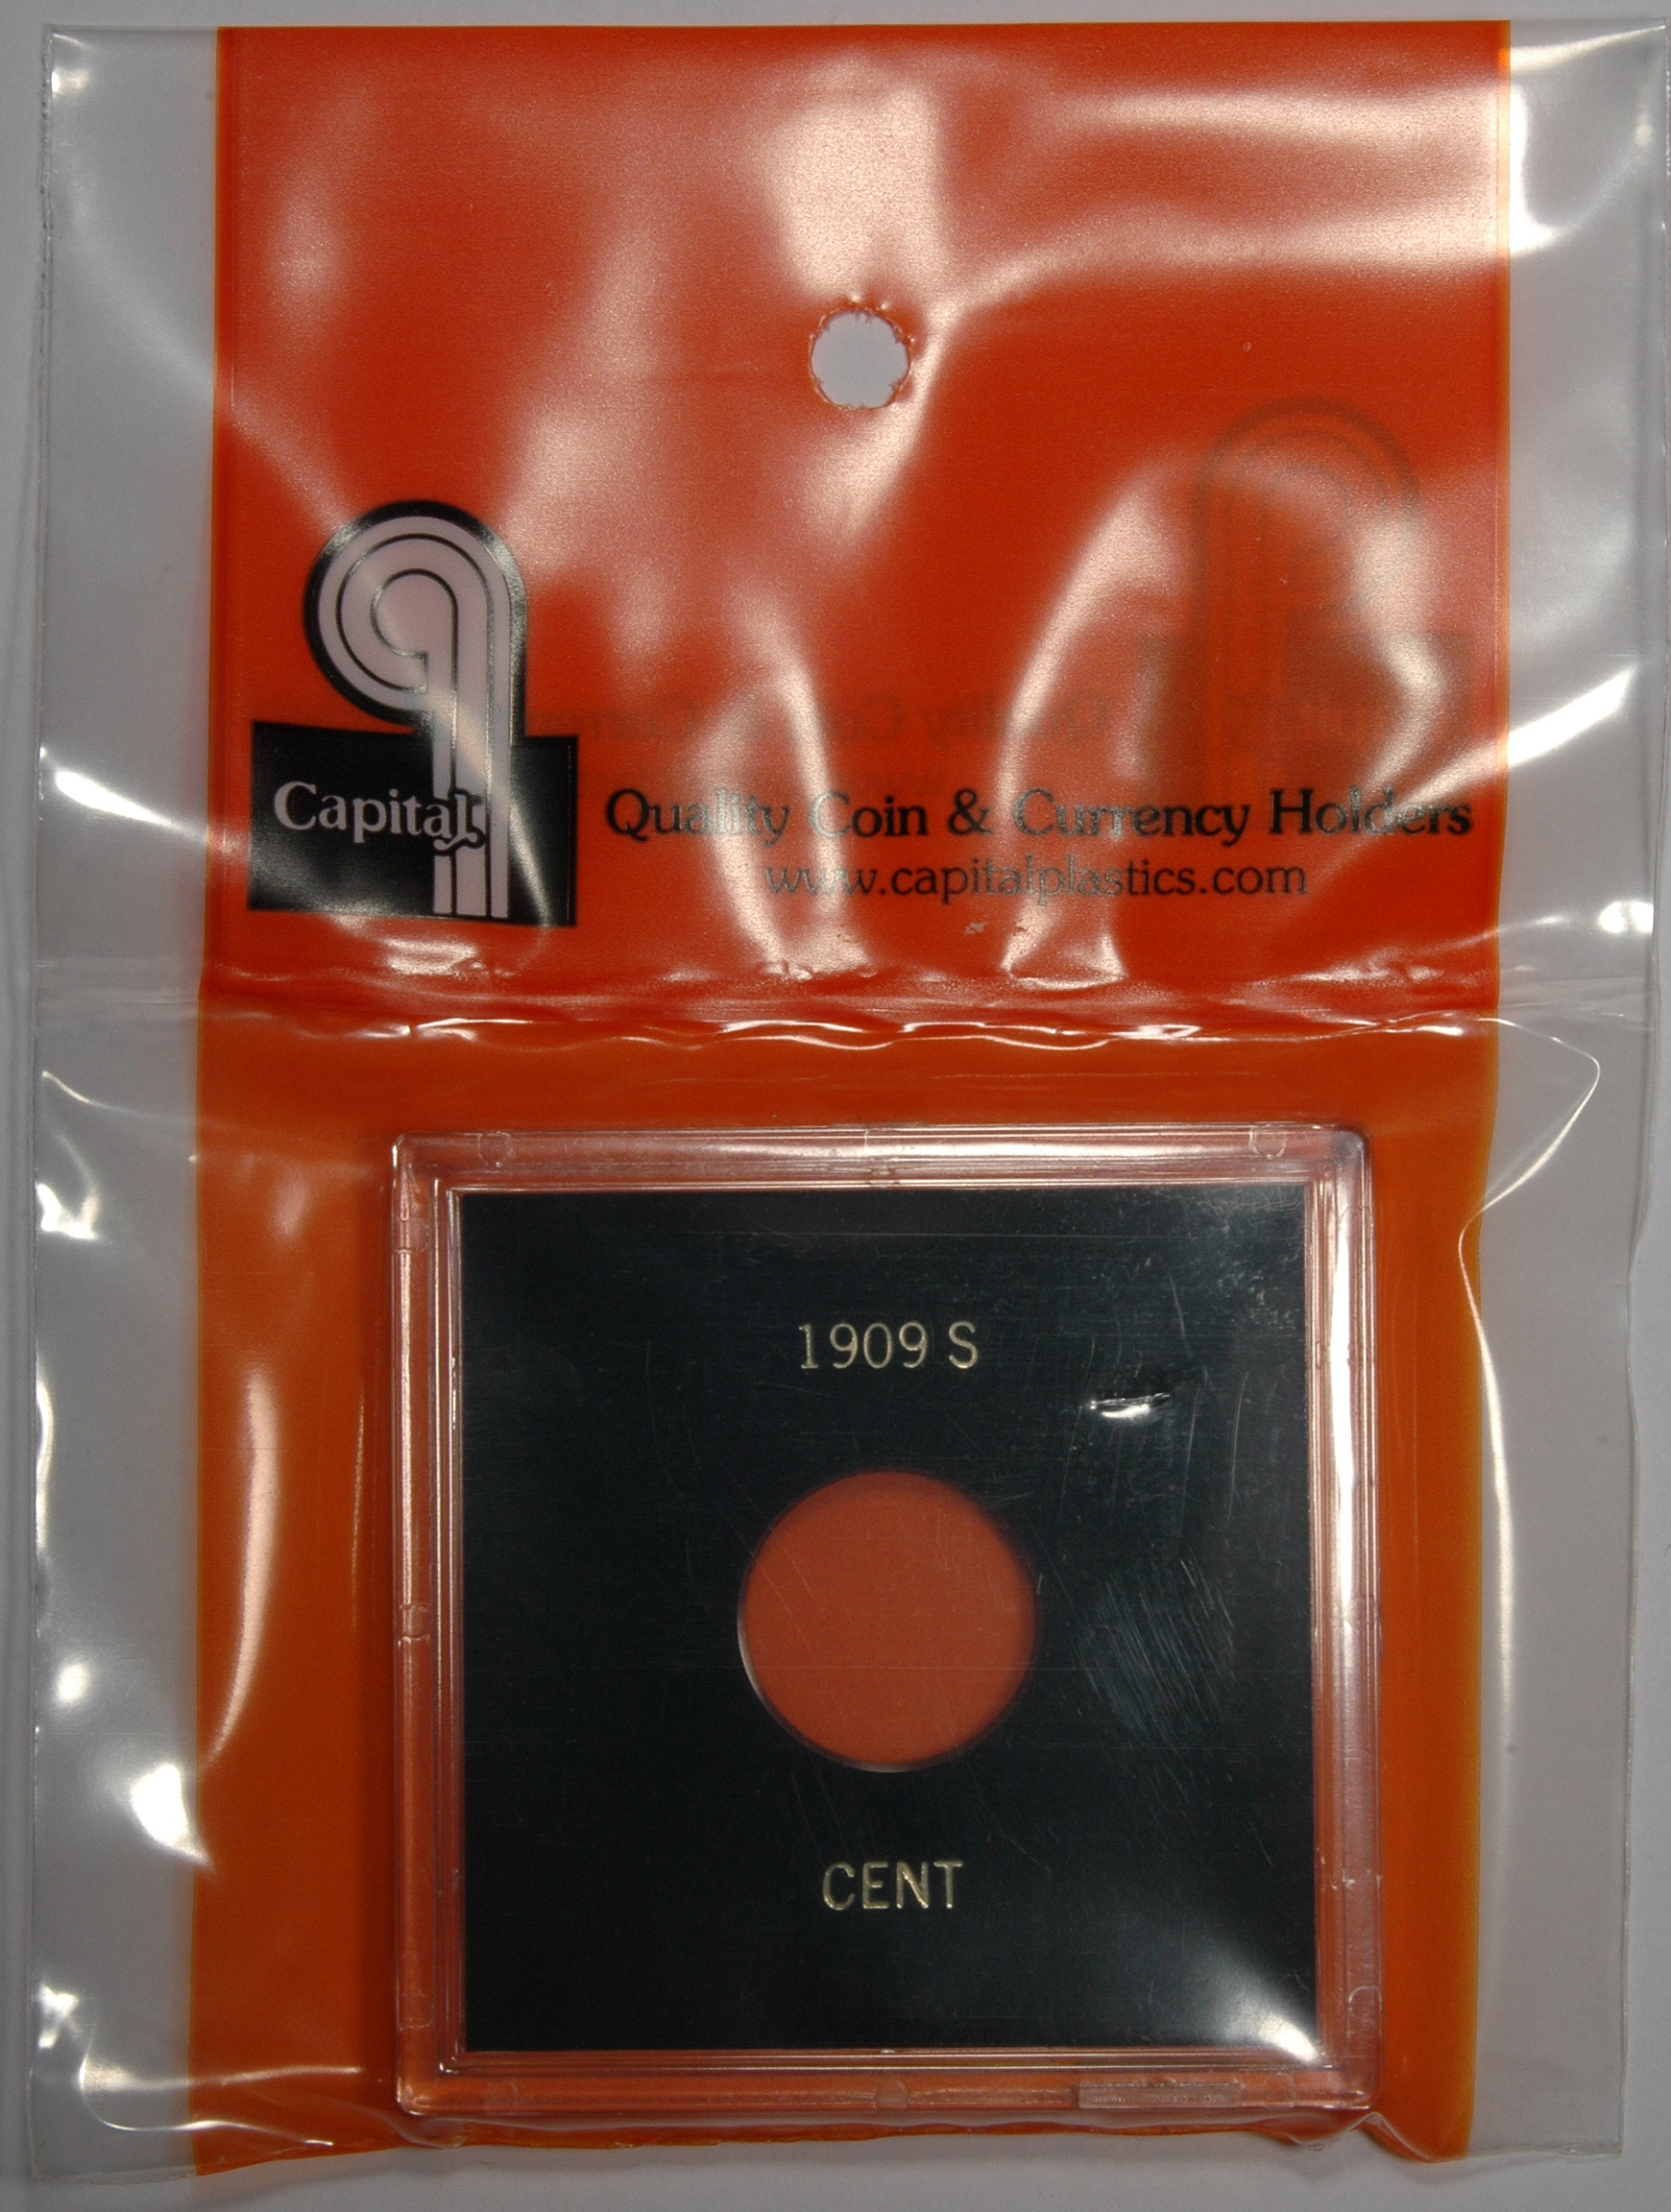 Capital
Quality Coin & Currency Holders
www.capitalplastics.com
1909 S
CENT